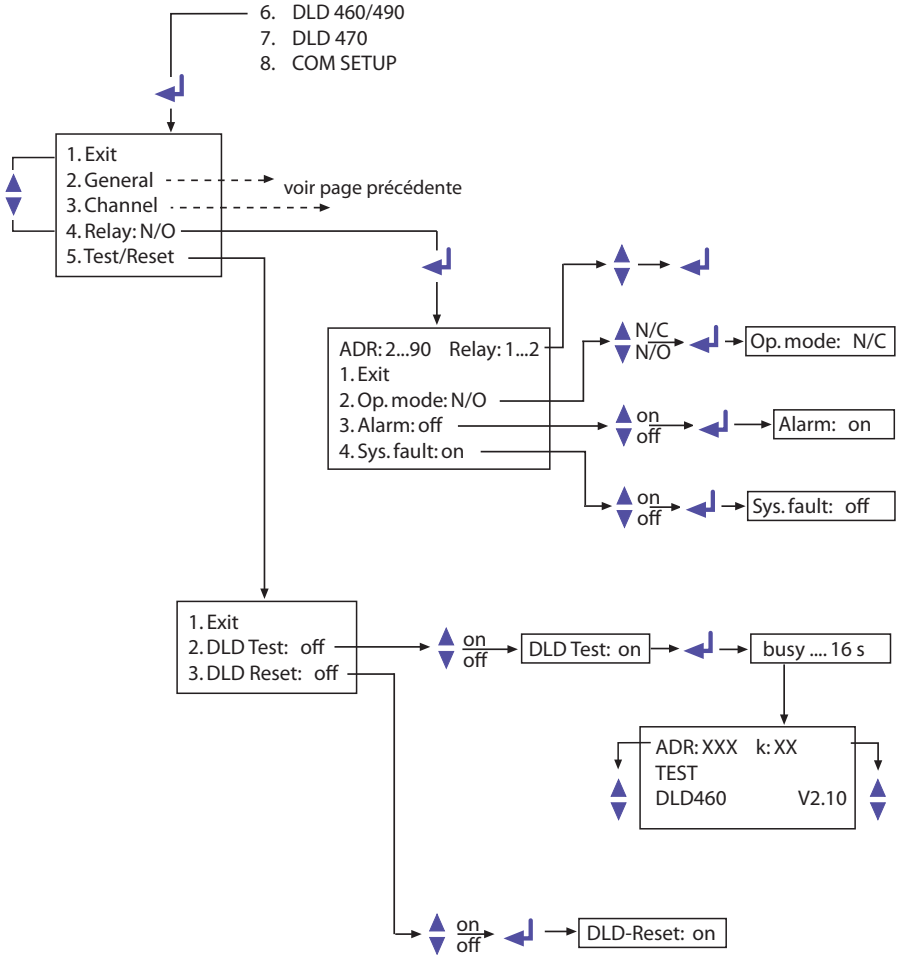 6. DLD 460/490
7. DLD 470
8. COM SETUP
1. Exit
2. General
3. Channel
voir page précédente
4. Relay: N/O
5. Test/Reset
ADR: 2...90 Relay: 1...2
1. Exit
2. Op. mode: N/O
3. Alarm: off
4. Sys. fault: on
N/C
N/O
Op. mode: N/C
on
off
Alarm: on
on
off
Sys. fault: off
1. Exit
2. DLD Test: off
3. DLD Reset: off
on
off
DLD Test: on
busy .... 16 s
ADR: XXX k: XX
TEST
DLD460 V2.10
on
off
DLD-Reset: on